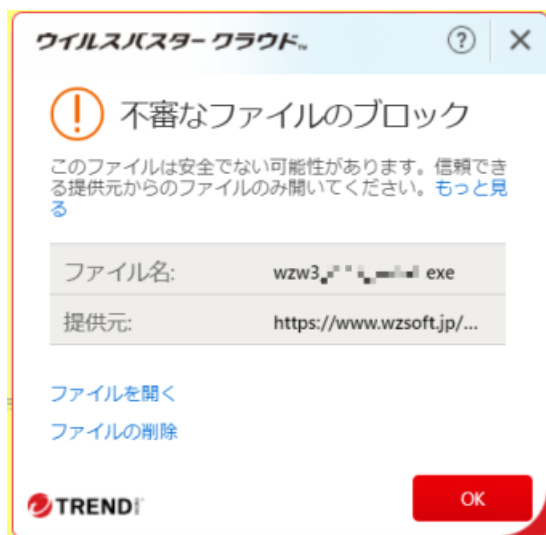 ウイルスバスター クラウド™
?
不審なファイルのブロック
このファイルは安全でない可能性があります。信頼でき
る提供元からのファイルのみ開いてください。もっと見
る
ファイル名: wzw3 exe
提供元: https://www.wzsoft.jp/...
ファイルを開く
ファイルの削除
TREND
OK